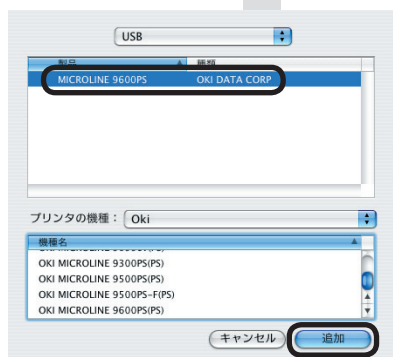 USB
製品 種類
MICROLINE 9600PS OKI DATA CORP
プリンタの機種： Oki
機種名
OKI MICROLINE 9300PS(PS)
OKI MICROLINE 9500PS(PS)
OKI MICROLINE 9500PS-F(PS)
OKI MICROLINE 9600PS(PS)
キャンセル 追加